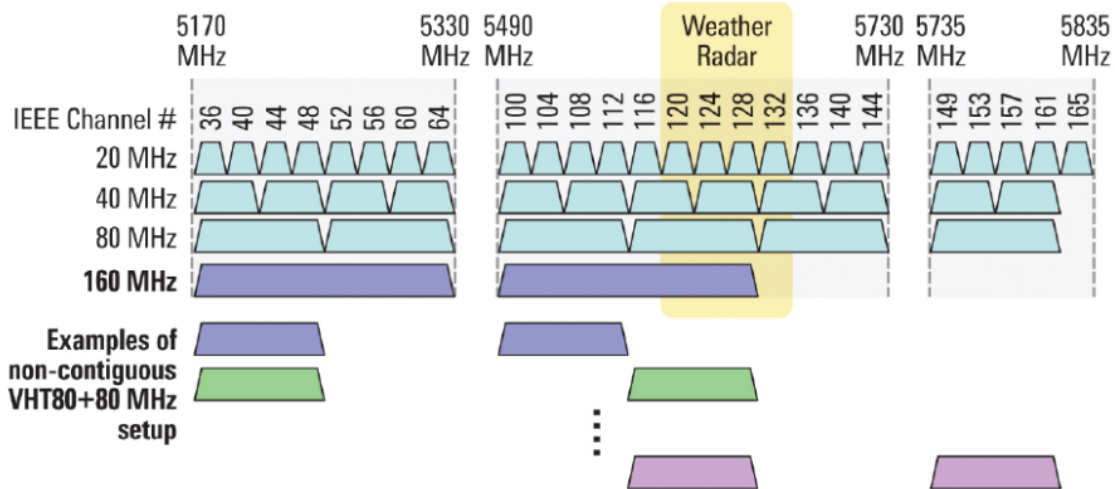 5170 MHz
5330 MHz
5490 MHz
Weather Radar
5730 MHz
5735 MHz
5835 MHz
IEEE Channel # 36 40 44 48 52 56 60 64 100 104 108 112 116 120 124 128 132 136 140 144 149 153 157 161 165
20 MHz
40 MHz
80 MHz
160 MHz
Examples of
non-contiguous
VHT80+80 MHz
setup